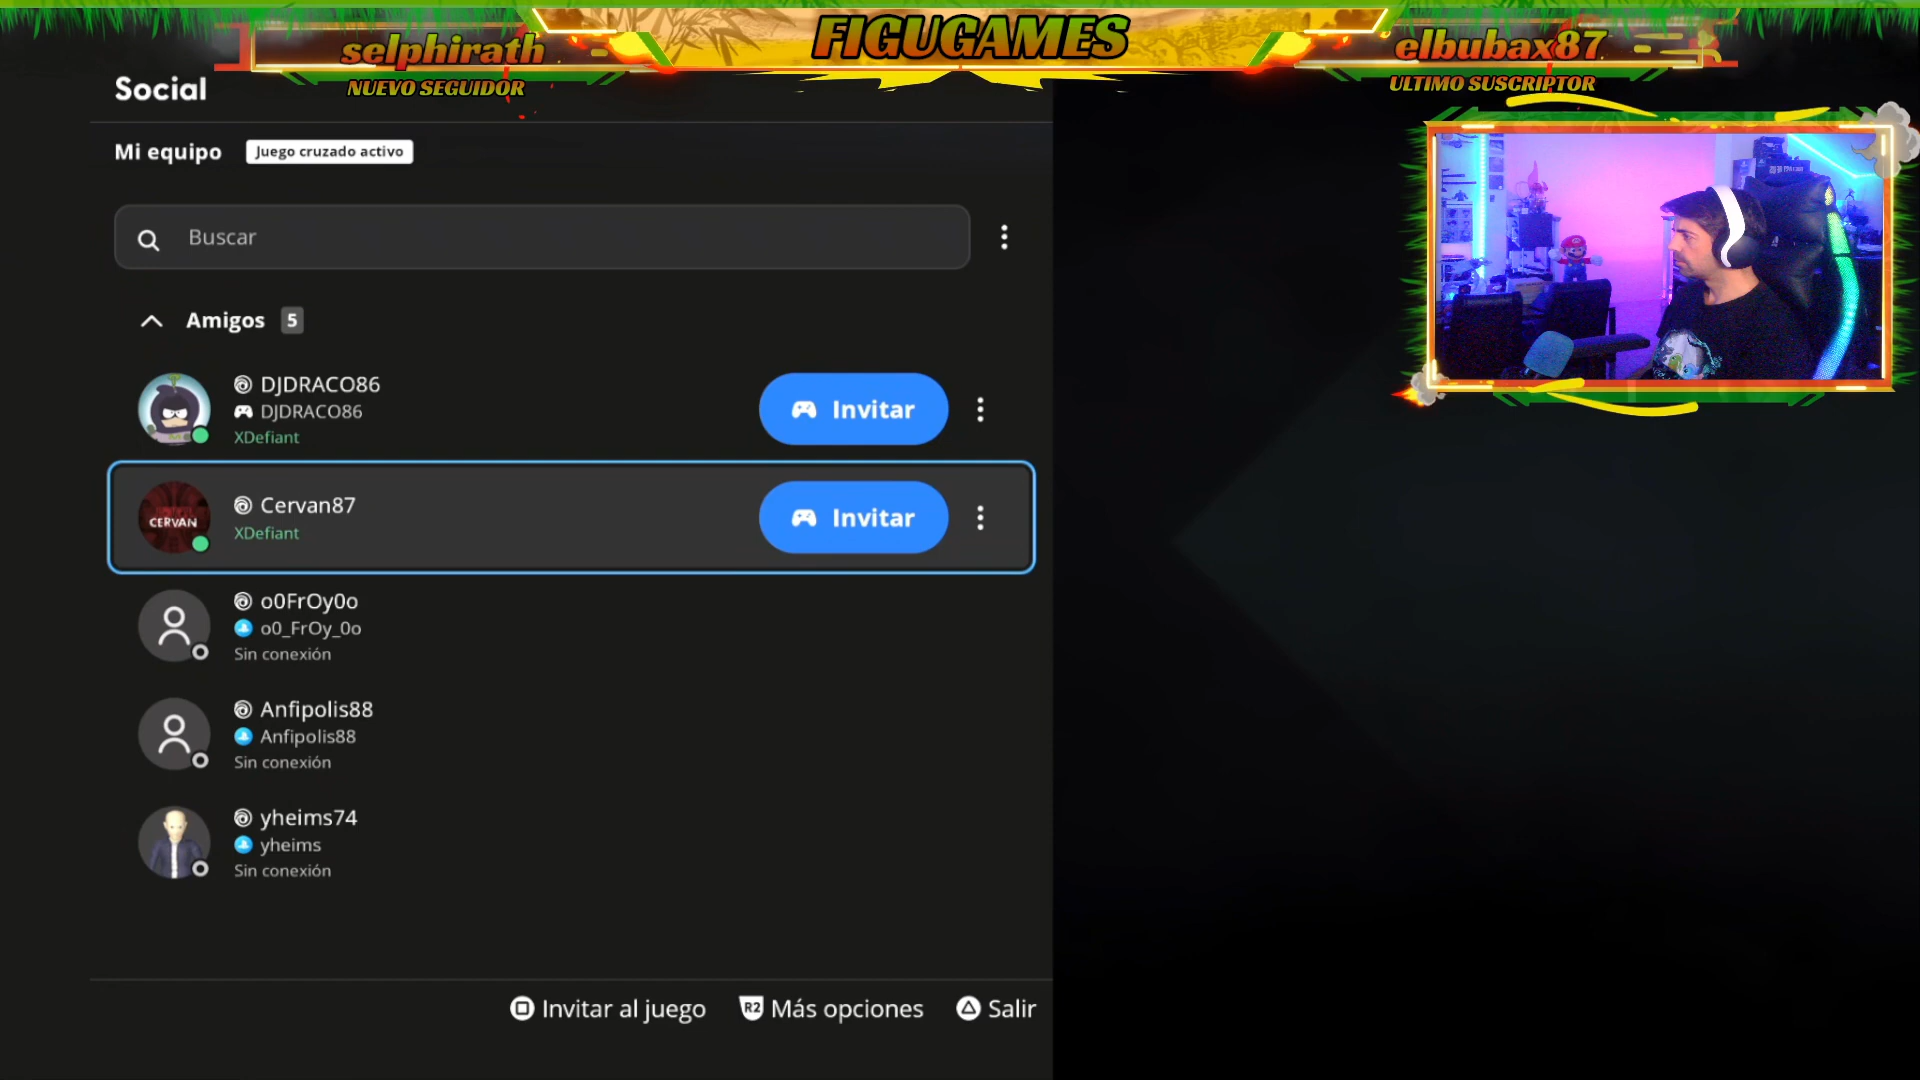 selphirath
NUEVO SEGUIDOR
FIGUGAMES
elbubax87
ULTIMO SUSCRIPTOR
Social
Mi equipo
Juego cruzado activo
Buscar
Amigos 5
DJDRACO86
DJDRACO86
XDefiant
Invitar
CERVAN
Cervan87
XDefiant
Invitar
o0FrOy0o
o0_FrOy_0o
Sin conexión
Anfipolis88
Anfipolis88
Sin conexión
yheims74
yheims
Sin conexión
Invitar al juego
R2 Más opciones
Salir